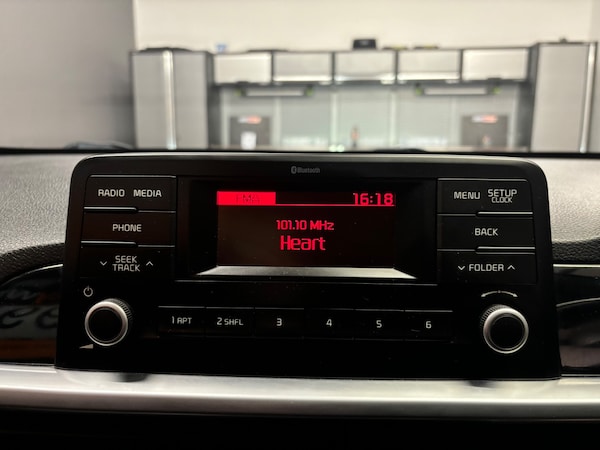 Bluetooth
RADIO MEDIA
16:18
MENU SETUP
CLOCK
101.10 MHz
PHONE
Heart
BACK
SEEK
TRACK
FOLDER
1 APT 2 SHFL 3 4 5 6